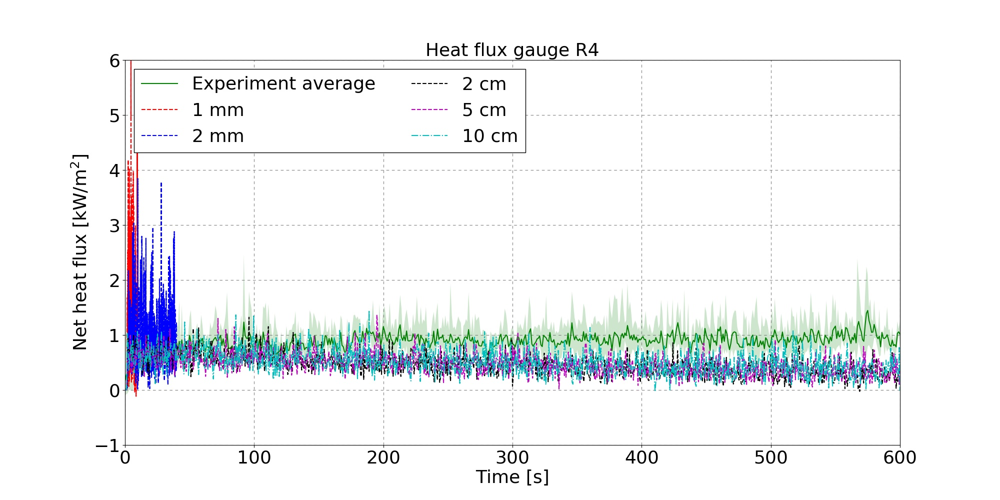 Heat flux gauge R4
Experiment average
1 mm
2 mm
2 cm
5 cm
10 cm
Net heat flux [kW/m²]
6
5
4
3
2
1
0
−1
0 100 200 300 400 500 600
Time [s]